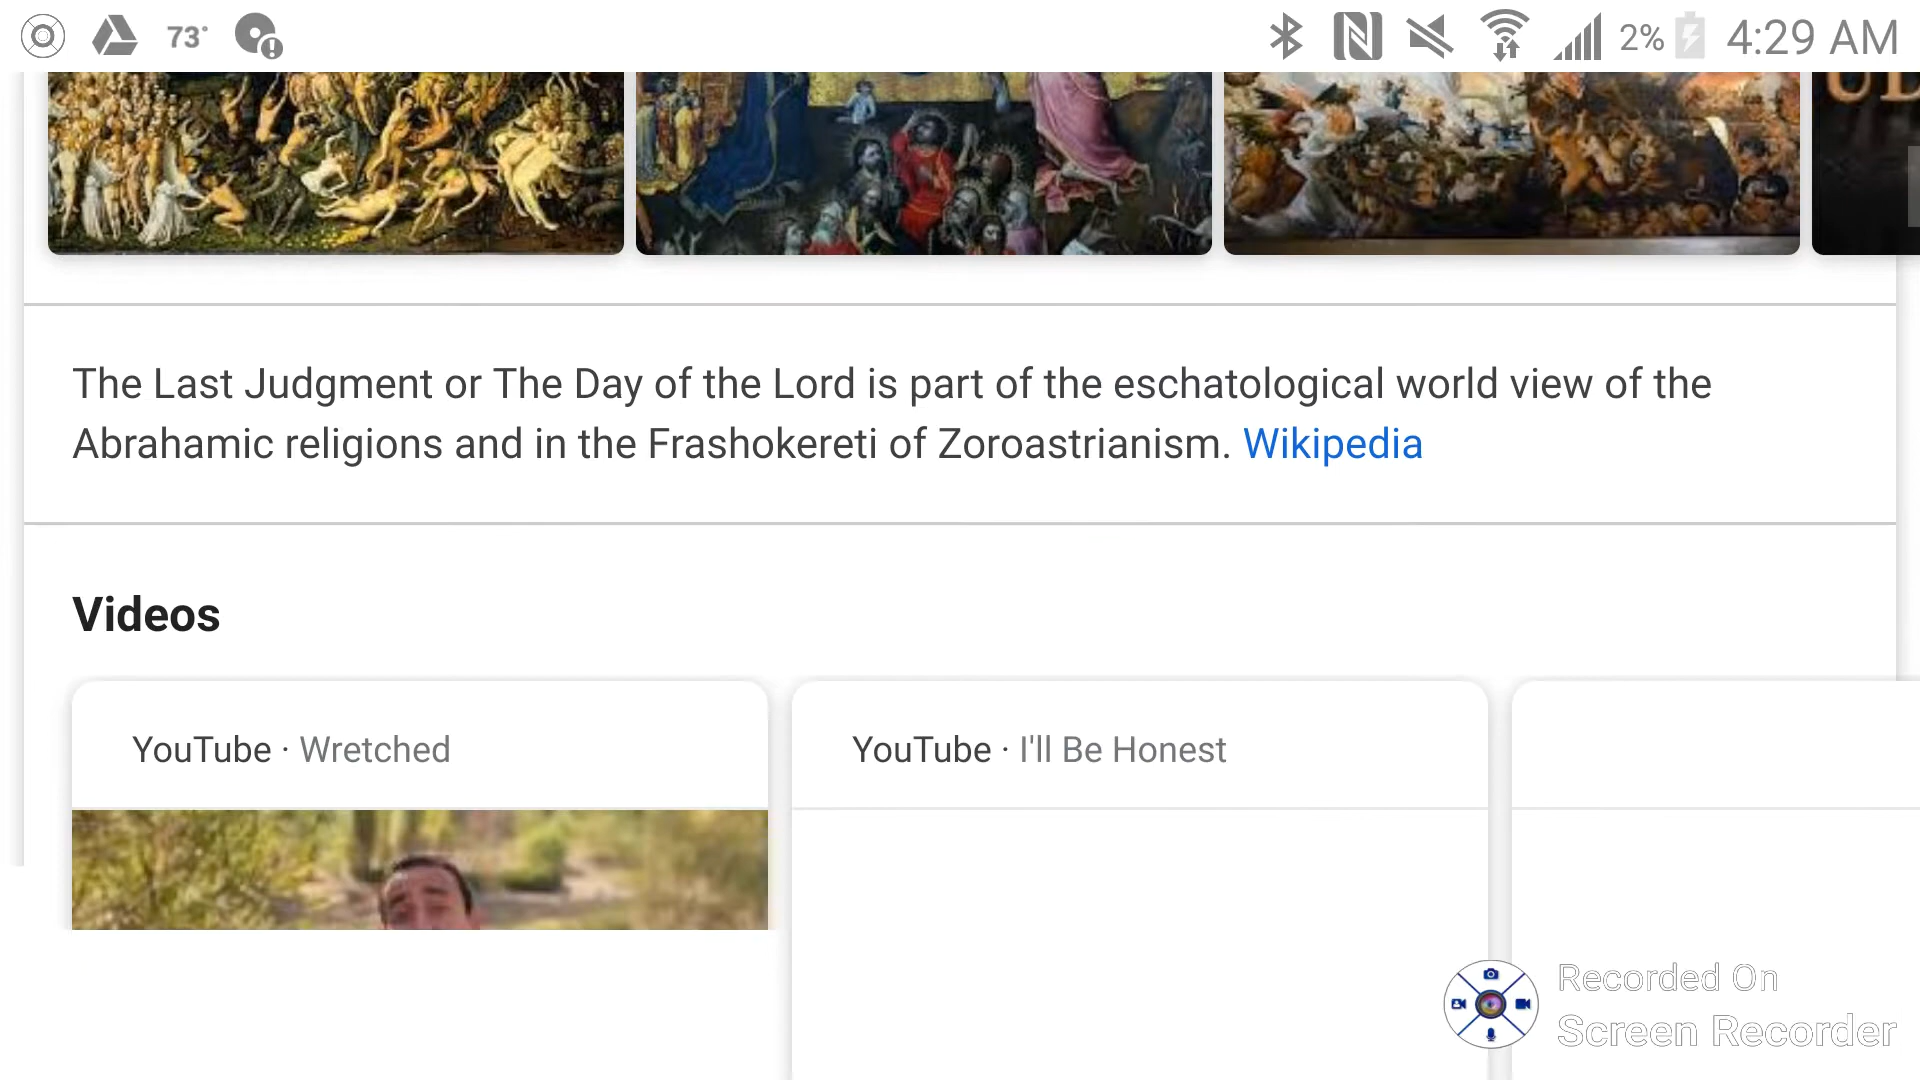 73°
2%
4:29 AM
UD
The Last Judgment or The Day of the Lord is part of the eschatological world view of the
Abrahamic religions and in the Frashokereti of Zoroastrianism. Wikipedia
Videos
YouTube · Wretched
YouTube · I'll Be Honest
Recorded On
Screen Recorder